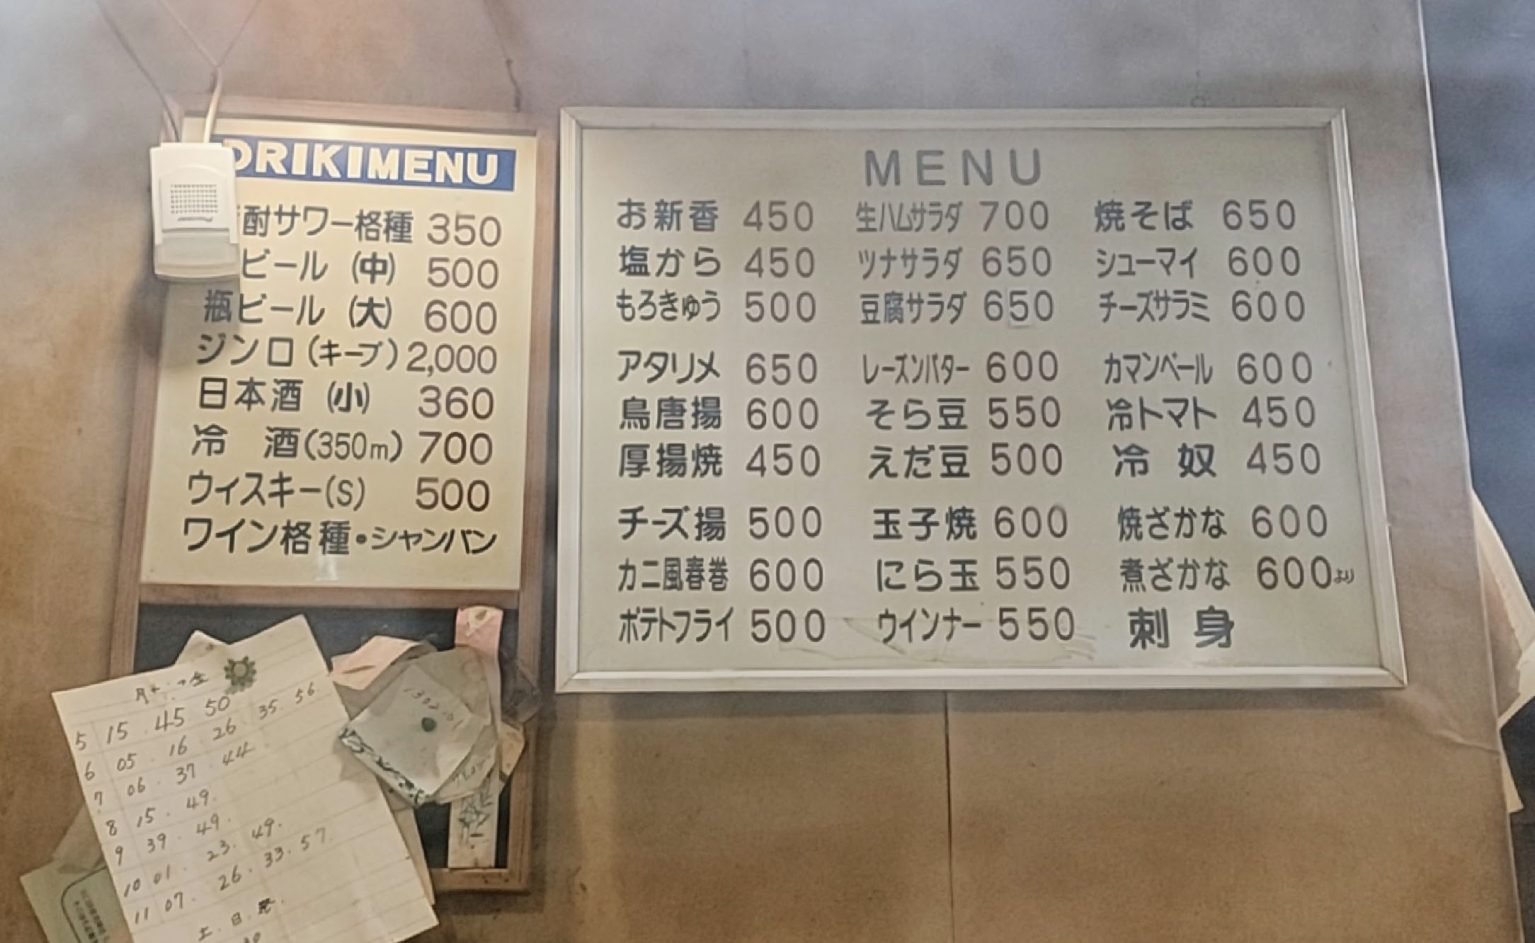 DRIKIMENU
酎サワー格種 350
ビール (中) 500
瓶ビール (大) 600
ジンロ (キープ) 2,000
日本酒 (小) 360
冷 酒 (350m) 700
ウィスキー(S) 500
ワイン格種・シャンパン
MENU
お新香 450 生ハムサラダ 700 焼そば 650
塩から 450 ツナサラダ 650 シューマイ 600
もろきゅう 500 豆腐サラダ 650 チーズサラミ 600
アタリメ 650 レーズンバター 600 カマンベール 600
鳥唐揚 600 そら豆 550 冷トマト 450
厚揚焼 450 えだ豆 500 冷 奴 450
チーズ揚 500 玉子焼 600 焼ざかな 600
カニ風春巻 600 にら玉 550 煮ざかな 600より
ポテトフライ 500 ウインナー 550 刺 身
5 15. 45 50
6 05. 16. 26. 35. 56
7 06. 37. 44
8 15. 49.
9 39. 49.
10 01. 23. 49.
11 07. 26. 33. 57.
土.日.